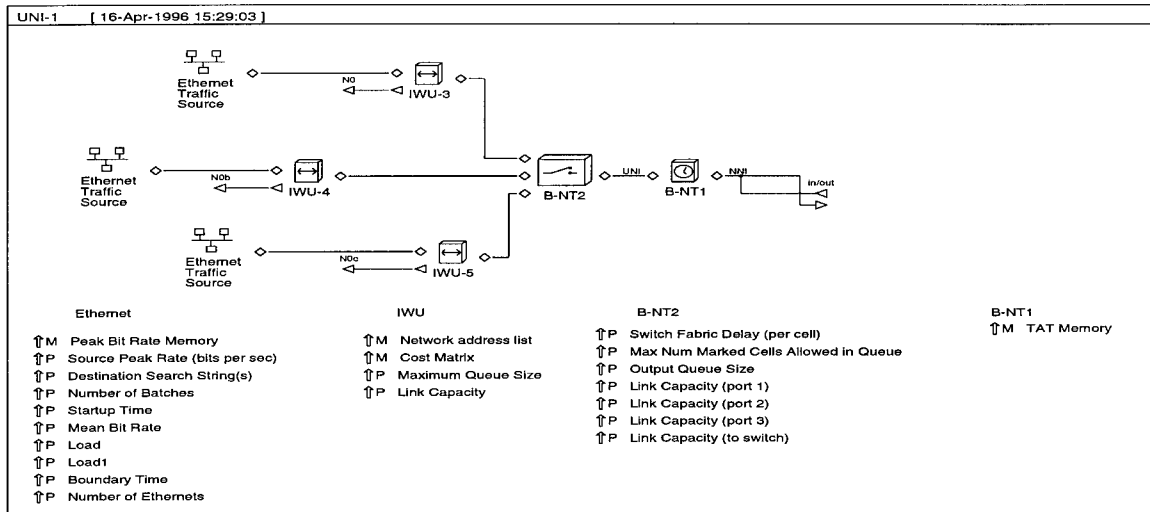 UNI-1 [ 16-Apr-1996 15:29:03 ]
Ethernet
Traffic
Source
N0
IWU-3
Ethernet
Traffic
Source
N0b
IWU-4
B-NT2
UNI
B-NT1
NNI
in/out
Ethernet
Traffic
Source
N0c
IWU-5
Ethernet
⇑M Peak Bit Rate Memory
⇑P Source Peak Rate (bits per sec)
⇑P Destination Search String(s)
⇑P Number of Batches
⇑P Startup Time
⇑P Mean Bit Rate
⇑P Load
⇑P Load1
⇑P Boundary Time
⇑P Number of Ethernets
IWU
⇑M Network address list
⇑M Cost Matrix
⇑P Maximum Queue Size
⇑P Link Capacity
B-NT2
⇑P Switch Fabric Delay (per cell)
⇑P Max Num Marked Cells Allowed in Queue
⇑P Output Queue Size
⇑P Link Capacity (port 1)
⇑P Link Capacity (port 2)
⇑P Link Capacity (port 3)
⇑P Link Capacity (to switch)
B-NT1
⇑M TAT Memory